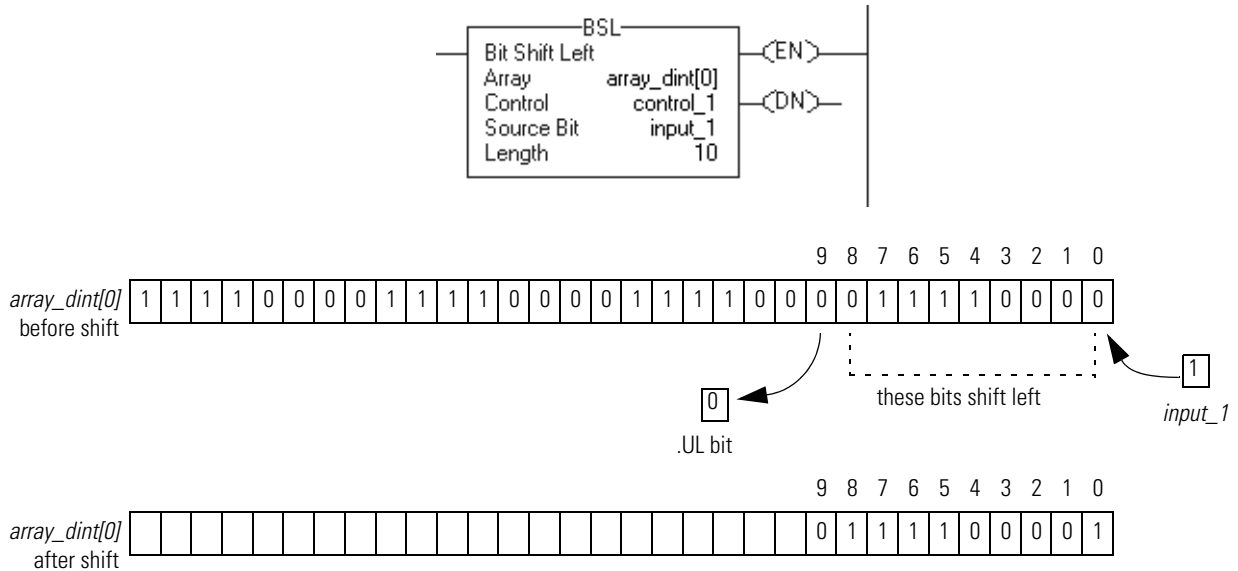 BSL
Bit Shift Left
Array array_dint[0]
Control control_1
Source Bit input_1
Length 10
EN
DN
9 8 7 6 5 4 3 2 1 0
array_dint[0] 1 1 1 1 0 0 0 0 1 1 1 1 0 0 0 0 1 1 1 1 0 0 0 0 1 1 1 1 0 0 0 0
before shift
these bits shift left
1
input_1
0
.UL bit
9 8 7 6 5 4 3 2 1 0
array_dint[0] 0 1 1 1 1 0 0 0 0 1
after shift